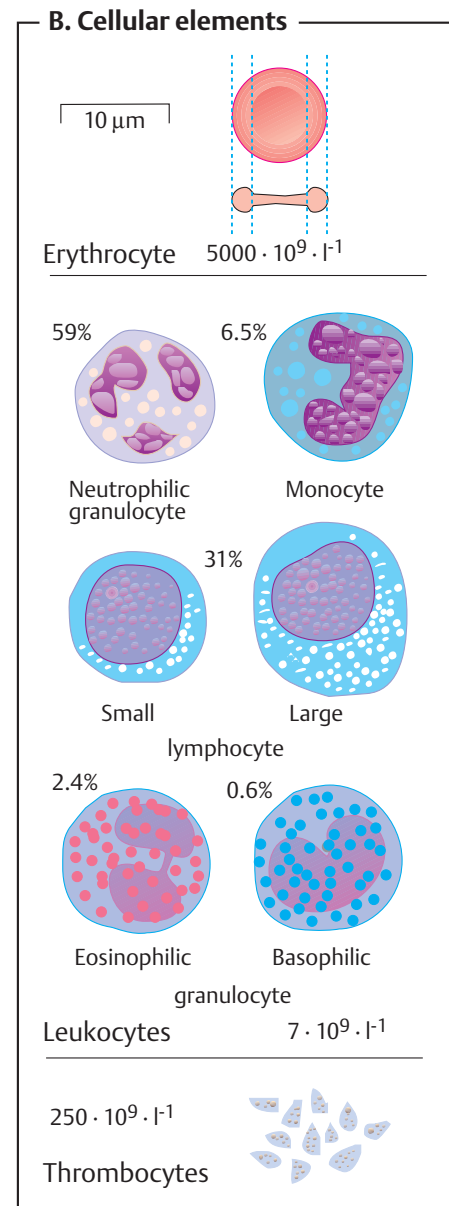 B. Cellular elements
10 µm
Erythrocyte 5000 · 10⁹ · l⁻¹
59% 6.5%
Neutrophilic granulocyte Monocyte
31%
Small Large
lymphocyte
2.4% 0.6%
Eosinophilic Basophilic
granulocyte
Leukocytes 7 · 10⁹ · l⁻¹
250 · 10⁹ · l⁻¹
Thrombocytes